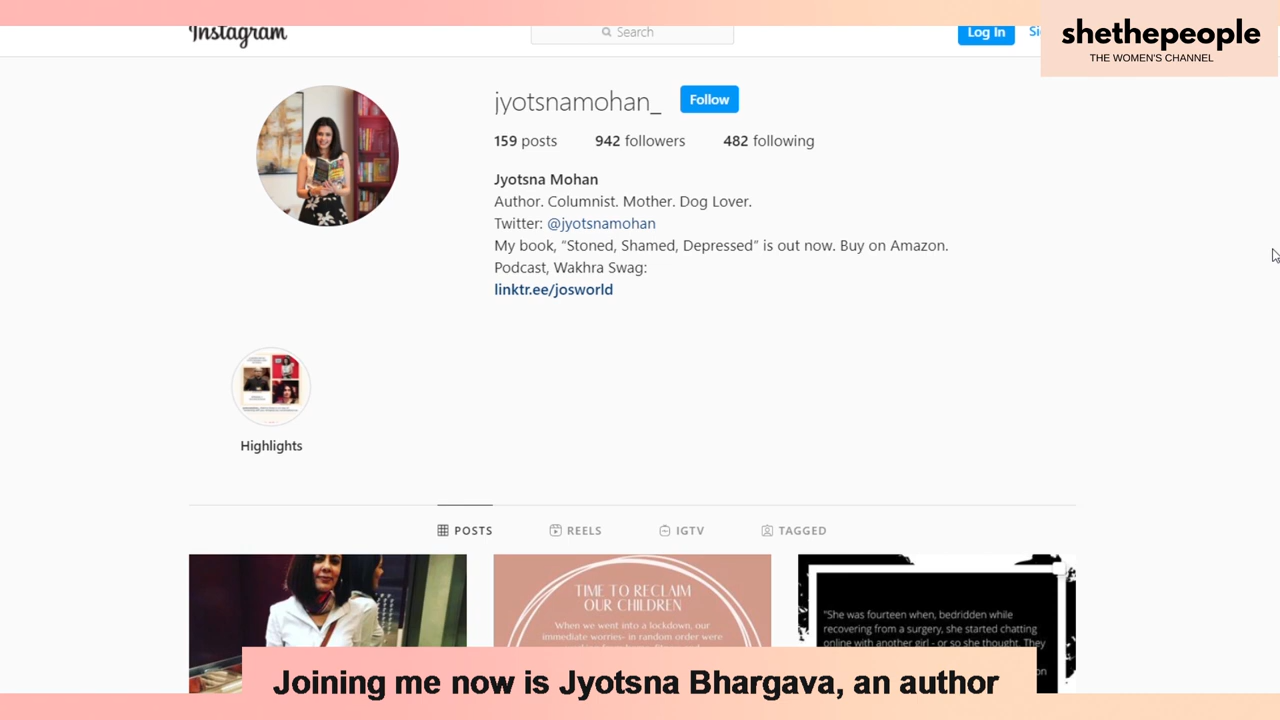 Instagram
Search
Log In
shethepeople
THE WOMEN'S CHANNEL
jyotsnamohan_
Follow
159 posts 942 followers 482 following
Jyotsna Mohan
Author. Columnist. Mother. Dog Lover.
Twitter: @jyotsnamohan
My book, “Stoned, Shamed, Depressed” is out now. Buy on Amazon.
Podcast, Wakhra Swag:
linktr.ee/josworld
Highlights
POSTS REELS IGTV TAGGED
TIME TO RECLAIM
OUR CHILDREN
When we went into a lockdown, our
immediate worries- in random order were
"She was fourteen when, bedridden while
recovering from a surgery, she started chatting
online with another girl - or so she thought. They
Joining me now is Jyotsna Bhargava, an author